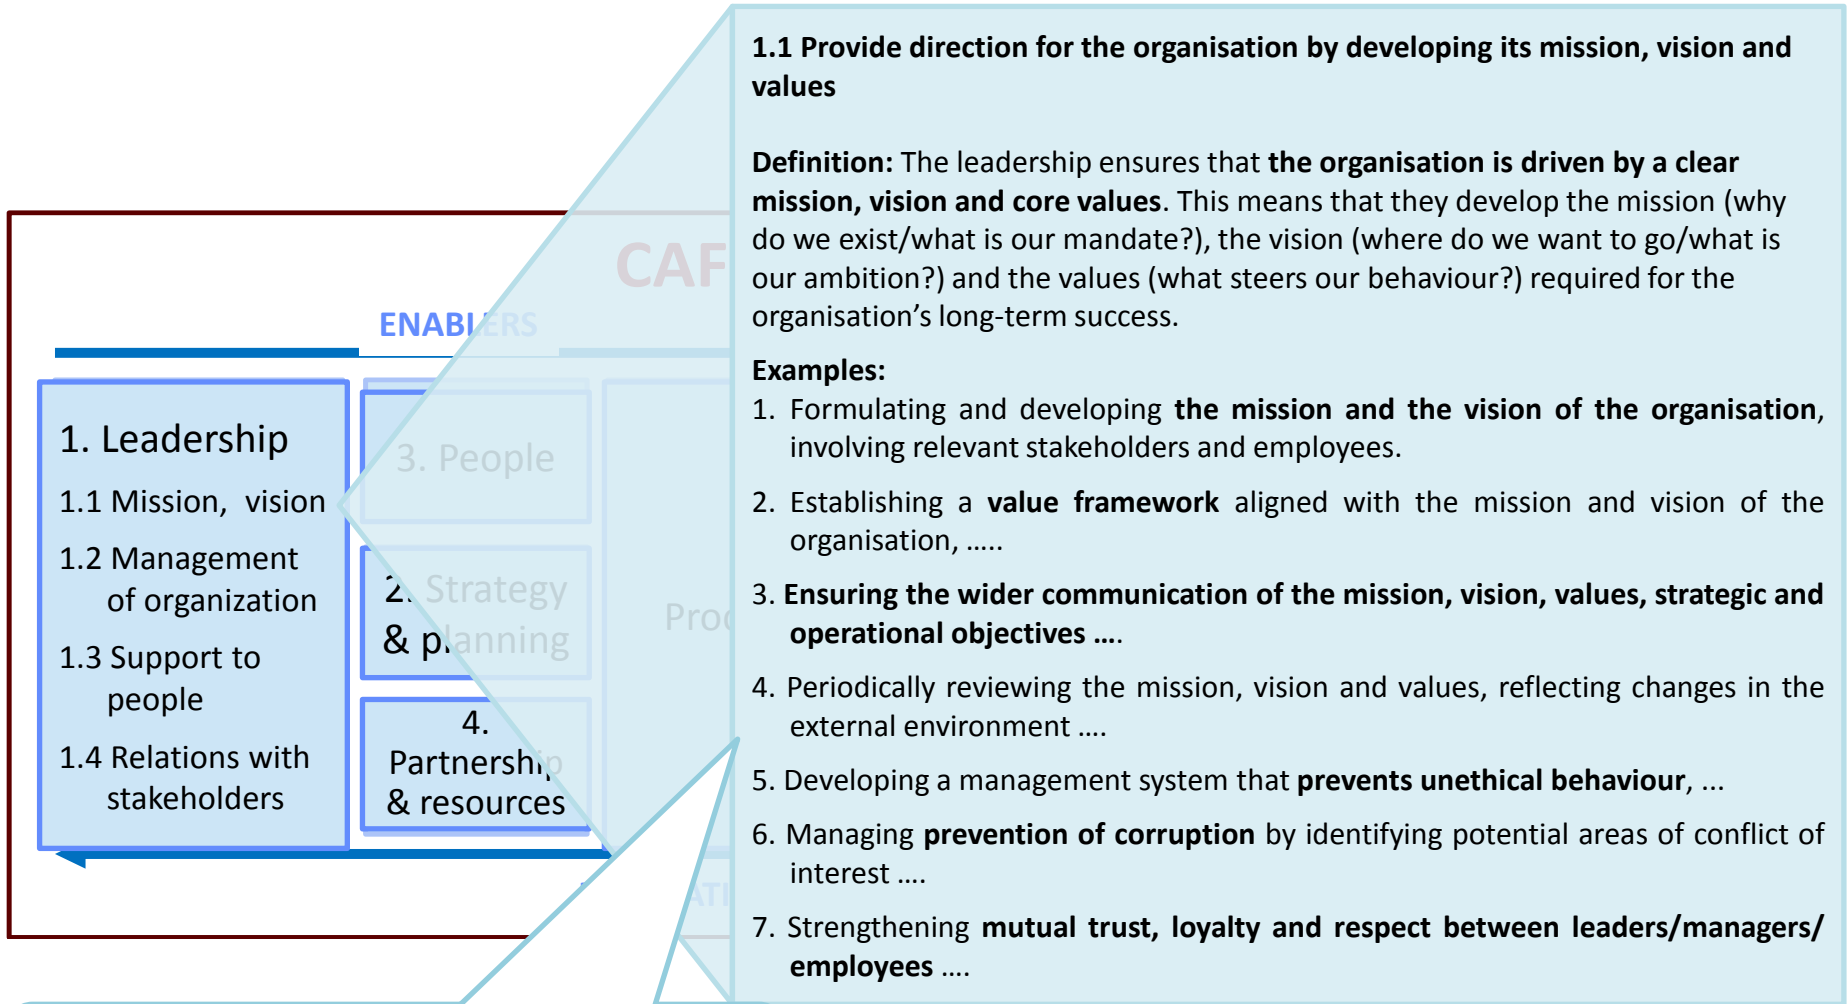 1.1 Provide direction for the organisation by developing its mission, vision and
values
Definition: The leadership ensures that the organisation is driven by a clear
mission, vision and core values. This means that they develop the mission (why
do we exist/what is our mandate?), the vision (where do we want to go/what is
our ambition?) and the values (what steers our behaviour?) required for the
organisation’s long-term success.
Examples:
1. Formulating and developing the mission and the vision of the organisation,
involving relevant stakeholders and employees.
2. Establishing a value framework aligned with the mission and vision of the
organisation, .....
3. Ensuring the wider communication of the mission, vision, values, strategic and
operational objectives ....
4. Periodically reviewing the mission, vision and values, reflecting changes in the
external environment ....
5. Developing a management system that prevents unethical behaviour, ...
6. Managing prevention of corruption by identifying potential areas of conflict of
interest ....
7. Strengthening mutual trust, loyalty and respect between leaders/managers/
employees ....
CAF
ENABLERS
1. Leadership
1.1 Mission, vision
1.2 Management
of organization
1.3 Support to
people
1.4 Relations with
stakeholders
3. People
2. Strategy
& planning
4.
Partnership
& resources